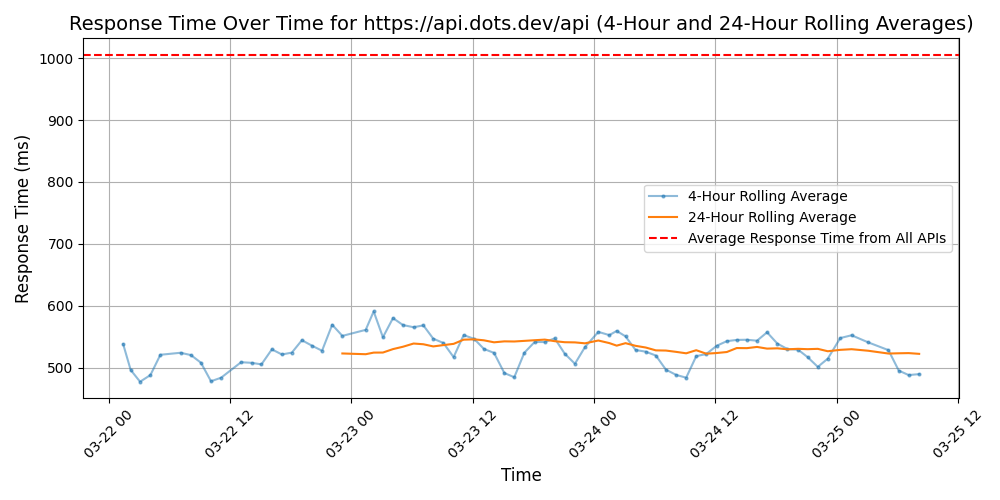 Response Time Over Time for https://api.dots.dev/api (4-Hour and 24-Hour Rolling Averages)
Response Time (ms)
1000
900
800
700
600
500
4-Hour Rolling Average
24-Hour Rolling Average
Average Response Time from All APIs
03-22 00
03-22 12
03-23 00
03-23 12
03-24 00
03-24 12
03-25 00
03-25 12
Time